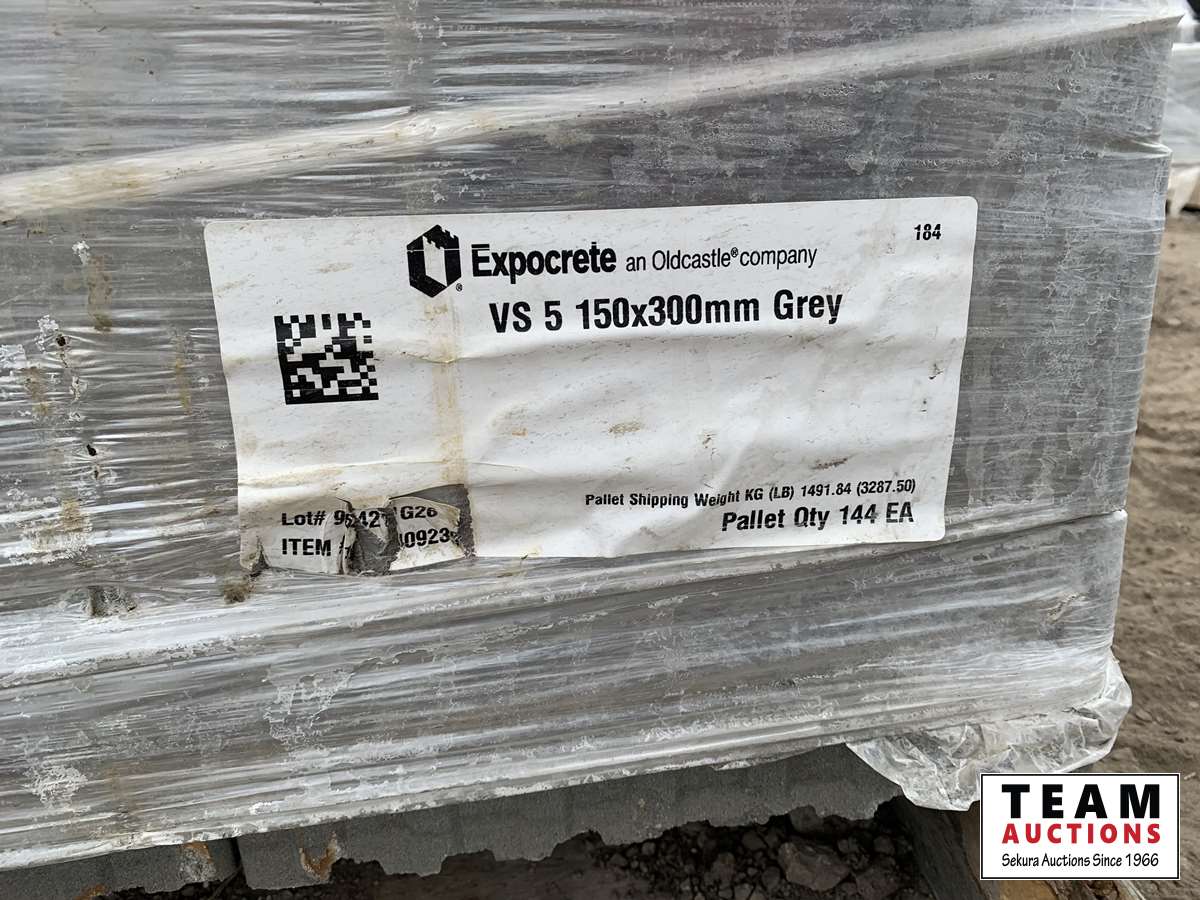 184
Expocrete an Oldcastle® company
VS 5 150x300mm Grey
Pallet Shipping Weight KG (LB) 1491.84 (3287.50)
Pallet Qty 144 EA
Lot#
ITEM
TEAM
AUCTIONS
Sekura Auctions Since 1966